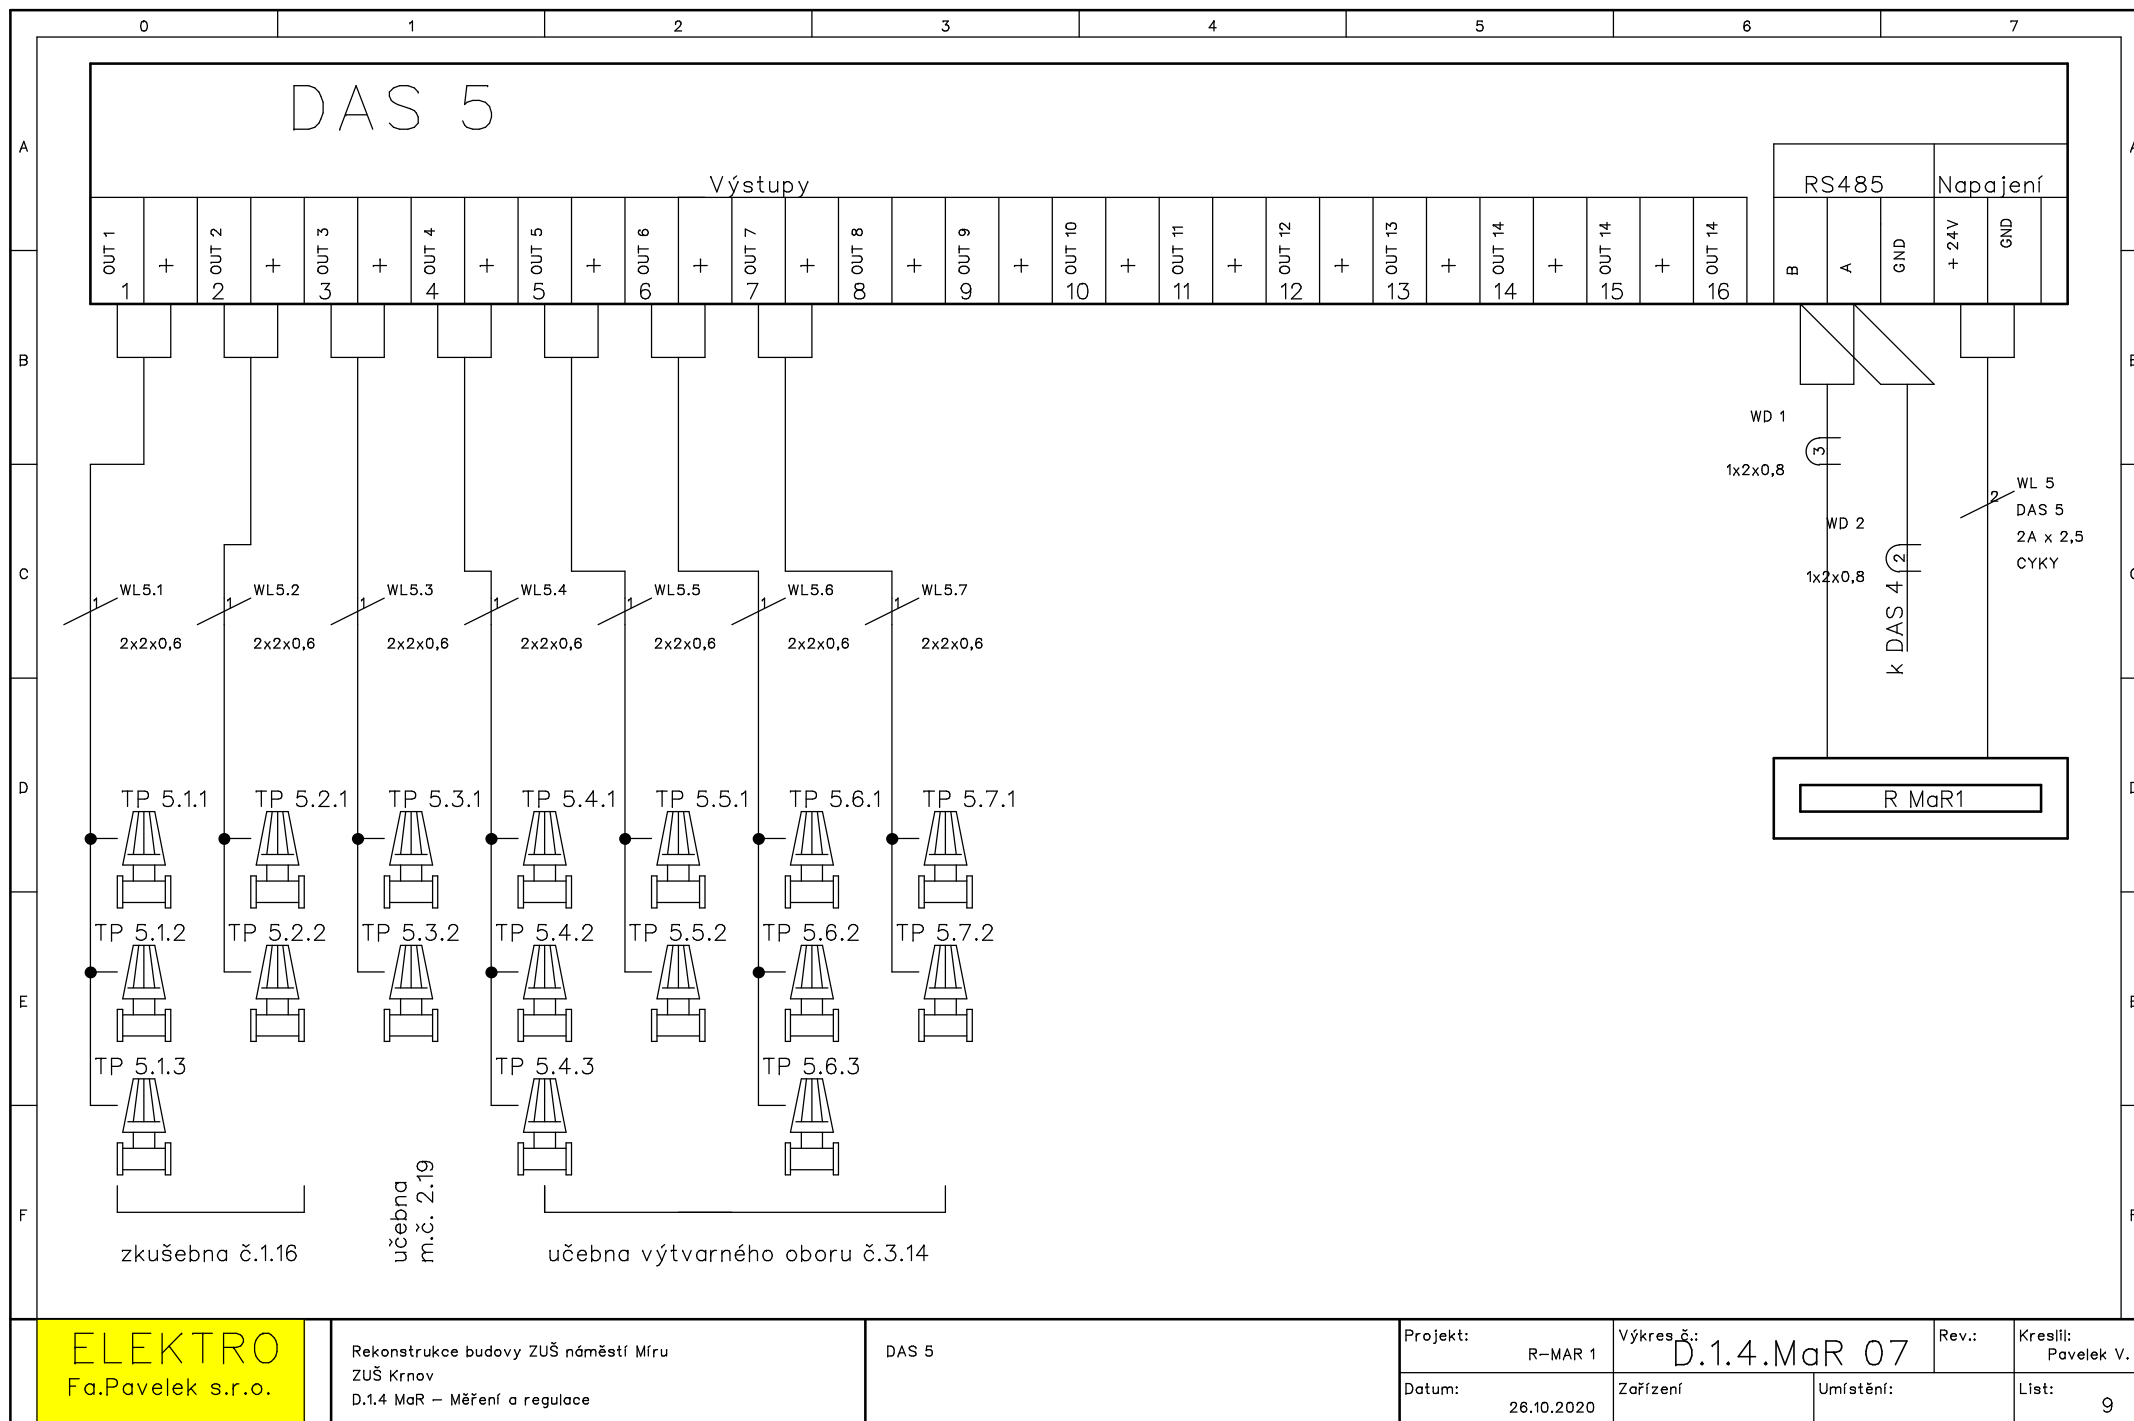 0 1 2 3 4 5 6 7
DAS 5
A A
Výstupy RS485 Napajení
OUT 1 + OUT 2 + OUT 3 + OUT 4 + OUT 5 + OUT 6 + OUT 7 + OUT 8 + OUT 9 + OUT 10 + OUT 11 + OUT 12 + OUT 13 + OUT 14 + OUT 14 + OUT 14 B A GND +24V GND
1 2 3 4 5 6 7 8 9 10 11 12 13 14 15 16
B B
WD 1
3
1x2x0,8
WL 5
2
DAS 5
WD 2
2A x 2,5
2
CYKY
1x2x0,8
C C
k DAS 4
WL5.1 WL5.2 WL5.3 WL5.4 WL5.5 WL5.6 WL5.7
1 1 1 1 1 1 1
2x2x0,6 2x2x0,6 2x2x0,6 2x2x0,6 2x2x0,6 2x2x0,6 2x2x0,6
D D
TP 5.1.1 TP 5.2.1 TP 5.3.1 TP 5.4.1 TP 5.5.1 TP 5.6.1 TP 5.7.1
R MaR1
TP 5.1.2 TP 5.2.2 TP 5.3.2 TP 5.4.2 TP 5.5.2 TP 5.6.2 TP 5.7.2
E E
TP 5.1.3 TP 5.4.3 TP 5.6.3
F F
zkušebna č.1.16
učebna
m.č. 2.19
učebna výtvarného oboru č.3.14
ELEKTRO
Fa.Pavelek s.r.o.
Rekonstrukce budovy ZUŠ náměstí Míru
ZUŠ Krnov
D.1.4 MaR – Měření a regulace
DAS 5
Projekt:
R-MAR 1
Výkres č.:
D.1.4.MaR 07
Rev.:
Kreslil:
Pavelek V.
Datum:
26.10.2020
Zařízení
Umístění:
List:
9